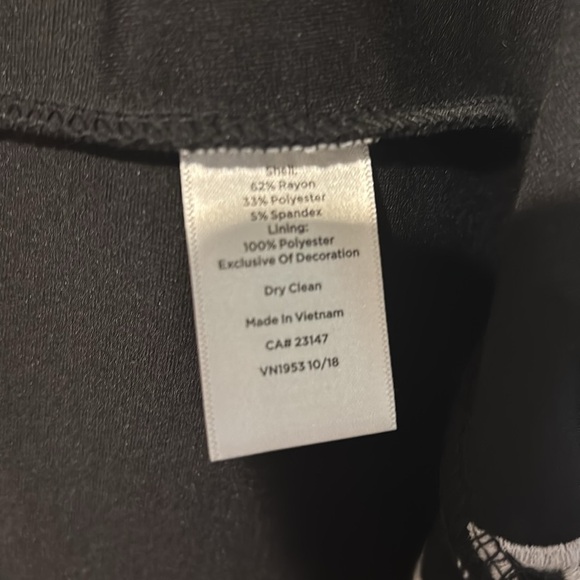 Shell:
62% Rayon
33% Polyester
5% Spandex
Lining:
100% Polyester
Exclusive Of Decoration
Dry Clean
Made In Vietnam
CA# 23147
VN1953 10/18